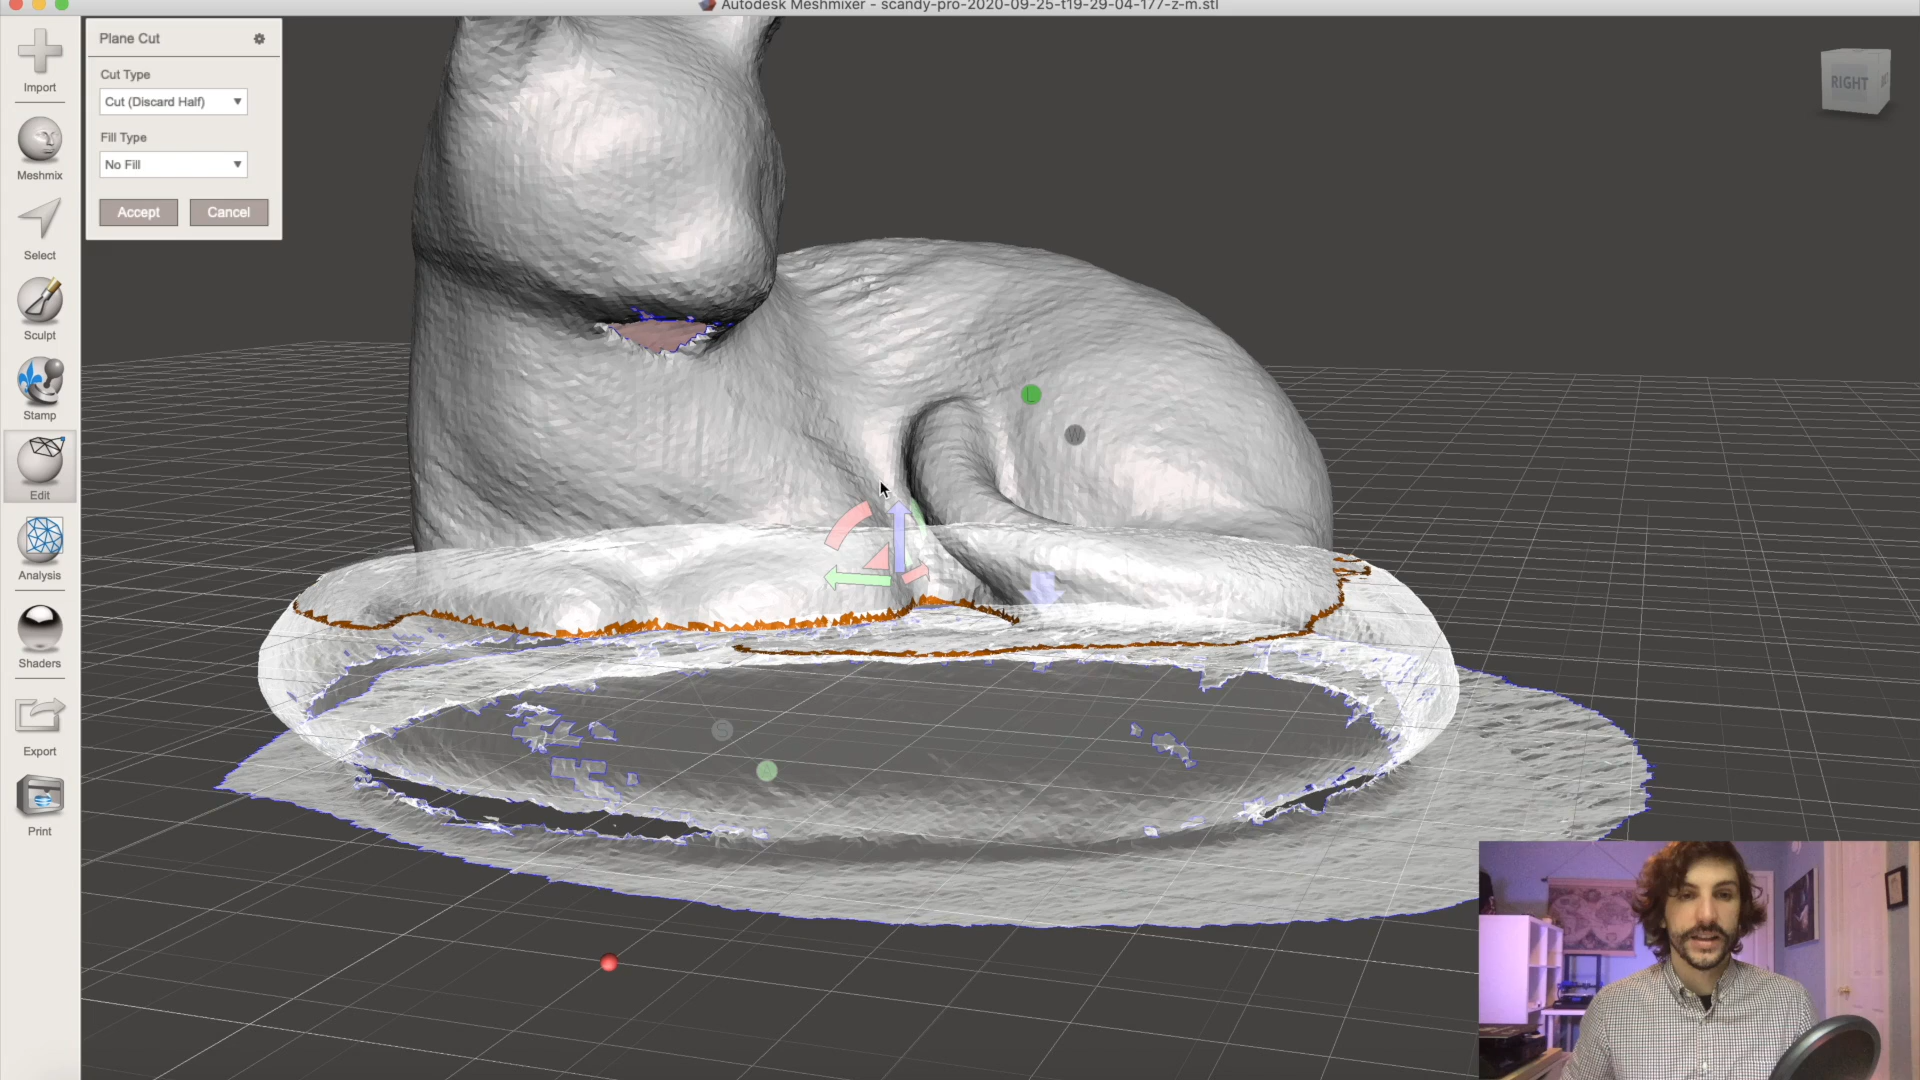 Autodesk Meshmixer - scandy-pro-2020-09-25-t19-29-04-177-z-m.stl
Import
Meshmix
Select
Sculpt
Stamp
Edit
Analysis
Shaders
Export
Print
Plane Cut
Cut Type
Cut (Discard Half)
Fill Type
No Fill
Accept
Cancel
RIGHT
L
W
S